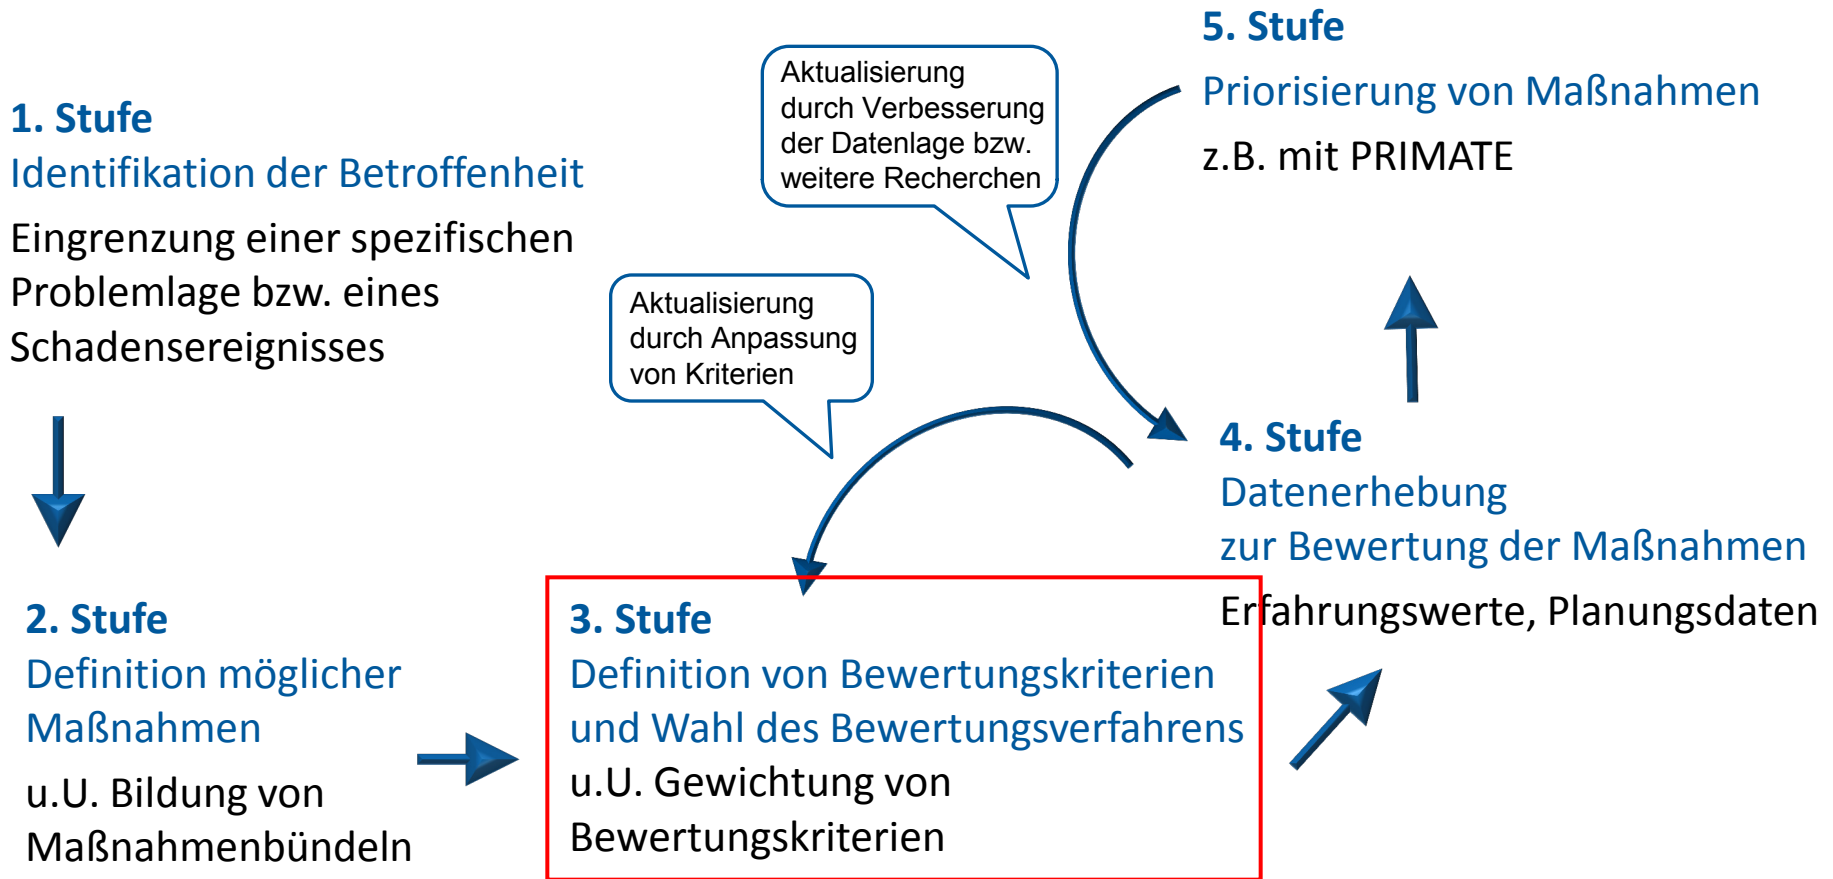 1. Stufe
Identifikation der Betroffenheit
Eingrenzung einer spezifischen
Problemlage bzw. eines
Schadensereignisses
2. Stufe
Definition möglicher
Maßnahmen
u.U. Bildung von
Maßnahmenbündeln
3. Stufe
Definition von Bewertungskriterien
und Wahl des Bewertungsverfahrens
u.U. Gewichtung von
Bewertungskriterien
4. Stufe
Datenerhebung
zur Bewertung der Maßnahmen
Erfahrungswerte, Planungsdaten
5. Stufe
Priorisierung von Maßnahmen
z.B. mit PRIMATE
Aktualisierung
durch Verbesserung
der Datenlage bzw.
weitere Recherchen
Aktualisierung
durch Anpassung
von Kriterien